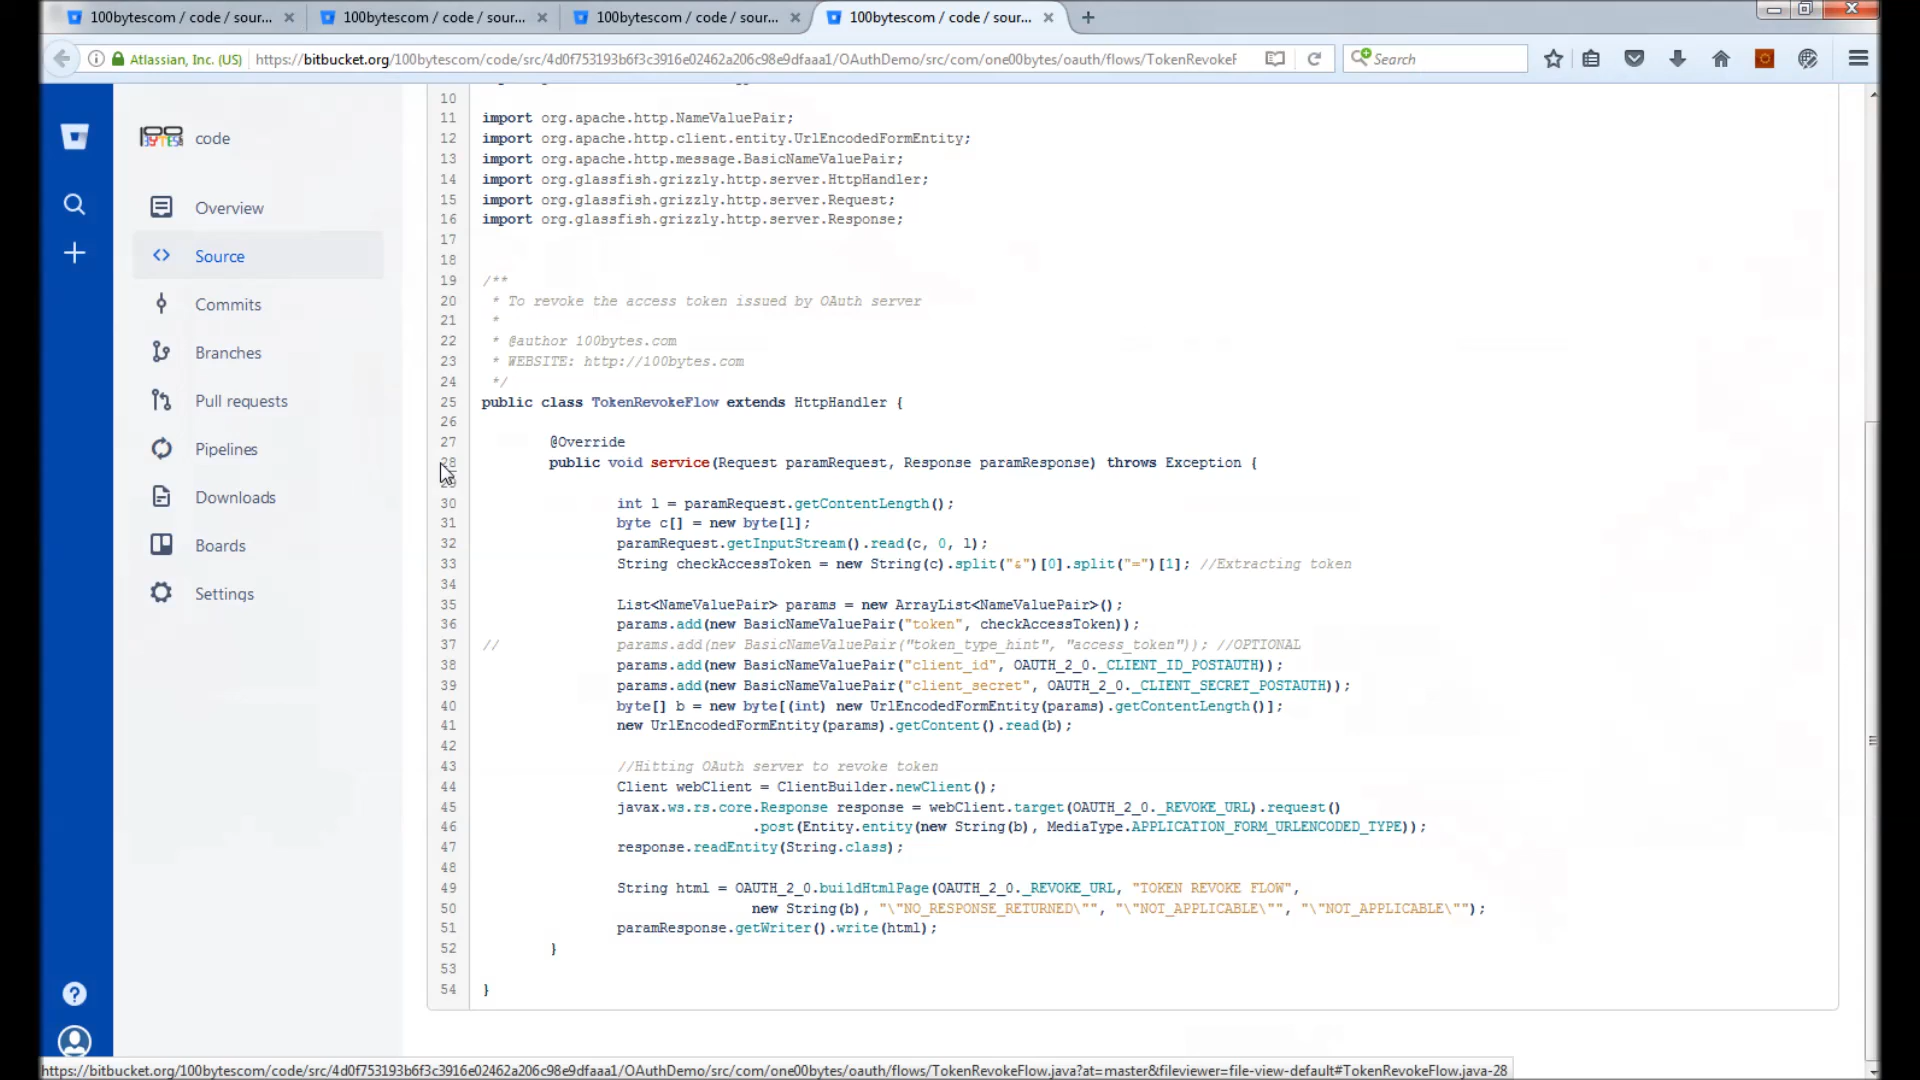 100bytescom / code / sour...
100bytescom / code / sour...
100bytescom / code / sour...
100bytescom / code / sour...
Atlassian, Inc. (US)
https://bitbucket.org/100bytescom/code/src/4d0f753193b6f3c3916e02462a206c98e9dfaaa1/OAuthDemo/src/com/one00bytes/oauth/flows/TokenRevokeF
Search
code
Overview
Source
Commits
Branches
Pull requests
Pipelines
Downloads
Boards
Settings
10
11 import org.apache.http.NameValuePair;
12 import org.apache.http.client.entity.UrlEncodedFormEntity;
13 import org.apache.http.message.BasicNameValuePair;
14 import org.glassfish.grizzly.http.server.HttpHandler;
15 import org.glassfish.grizzly.http.server.Request;
16 import org.glassfish.grizzly.http.server.Response;
17
18
19 /**
20 * To revoke the access token issued by OAuth server
21 *
22 * @author 100bytes.com
23 * WEBSITE: http://100bytes.com
24 */
25 public class TokenRevokeFlow extends HttpHandler {
26
27 @Override
28 public void service(Request paramRequest, Response paramResponse) throws Exception {
29
30 int l = paramRequest.getContentLength();
31 byte c[] = new byte[l];
32 paramRequest.getInputStream().read(c, 0, l);
33 String checkAccessToken = new String(c).split("&")[0].split("=")[1]; //Extracting token
34
35 List<NameValuePair> params = new ArrayList<NameValuePair>();
36 params.add(new BasicNameValuePair("token", checkAccessToken));
37 // params.add(new BasicNameValuePair("token_type_hint", "access_token")); //OPTIONAL
38 params.add(new BasicNameValuePair("client_id", OAUTH_2_0._CLIENT_ID_POSTAUTH));
39 params.add(new BasicNameValuePair("client_secret", OAUTH_2_0._CLIENT_SECRET_POSTAUTH));
40 byte[] b = new byte[(int) new UrlEncodedFormEntity(params).getContentLength()];
41 new UrlEncodedFormEntity(params).getContent().read(b);
42
43 //Hitting OAuth server to revoke token
44 Client webClient = ClientBuilder.newClient();
45 javax.ws.rs.core.Response response = webClient.target(OAUTH_2_0._REVOKE_URL).request()
46 .post(Entity.entity(new String(b), MediaType.APPLICATION_FORM_URLENCODED_TYPE));
47 response.readEntity(String.class);
48
49 String html = OAUTH_2_0.buildHtmlPage(OAUTH_2_0._REVOKE_URL, "TOKEN REVOKE FLOW",
50 new String(b), "\"NO_RESPONSE_RETURNED\"", "\"NOT_APPLICABLE\"", "\"NOT_APPLICABLE\"");
51 paramResponse.getWriter().write(html);
52 }
53
54 }
https://bitbucket.org/100bytescom/code/src/4d0f753193b6f3c3916e02462a206c98e9dfaaa1/OAuthDemo/src/com/one00bytes/oauth/flows/TokenRevokeFlow.java?at=master&fileviewer=file-view-default#TokenRevokeFlow.java-28